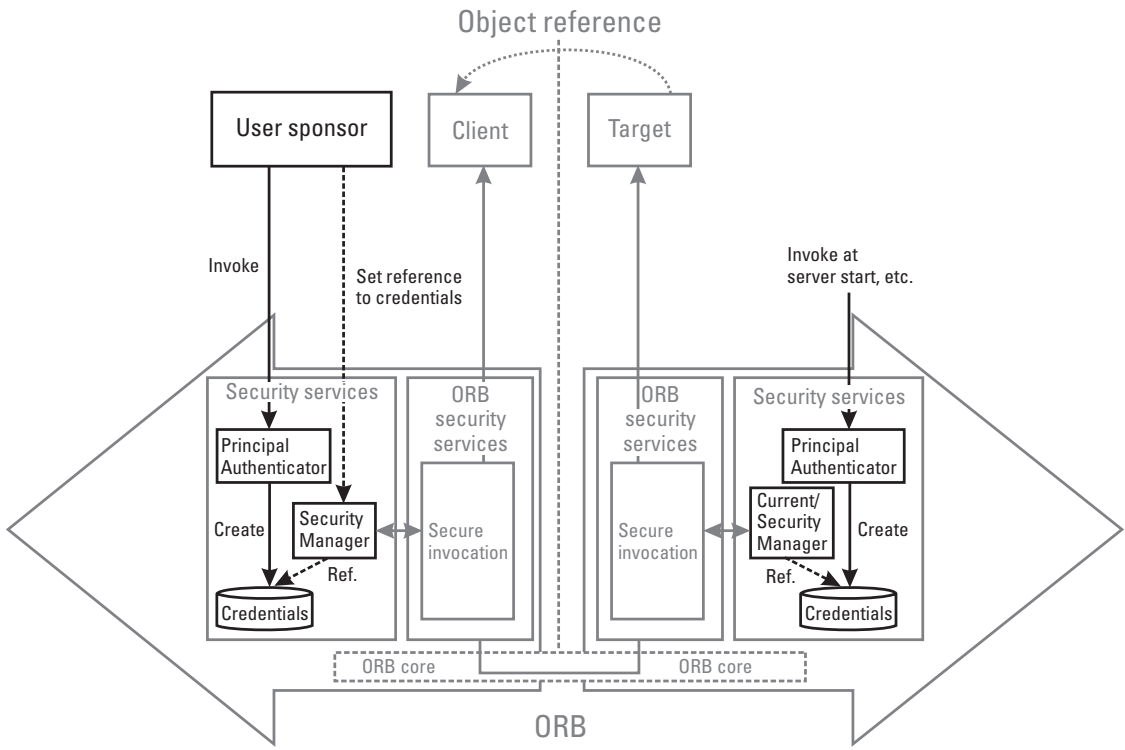 Object reference
User sponsor
Client
Target
Invoke
Set reference
to credentials
Invoke at
server start, etc.
Security services
ORB
security
services
ORB
security
services
Security services
Principal
Authenticator
Principal
Authenticator
Create
Security
Manager
Secure
invocation
Secure
invocation
Current/
Security
Manager
Create
Ref.
Ref.
Credentials
Credentials
ORB core
ORB core
ORB